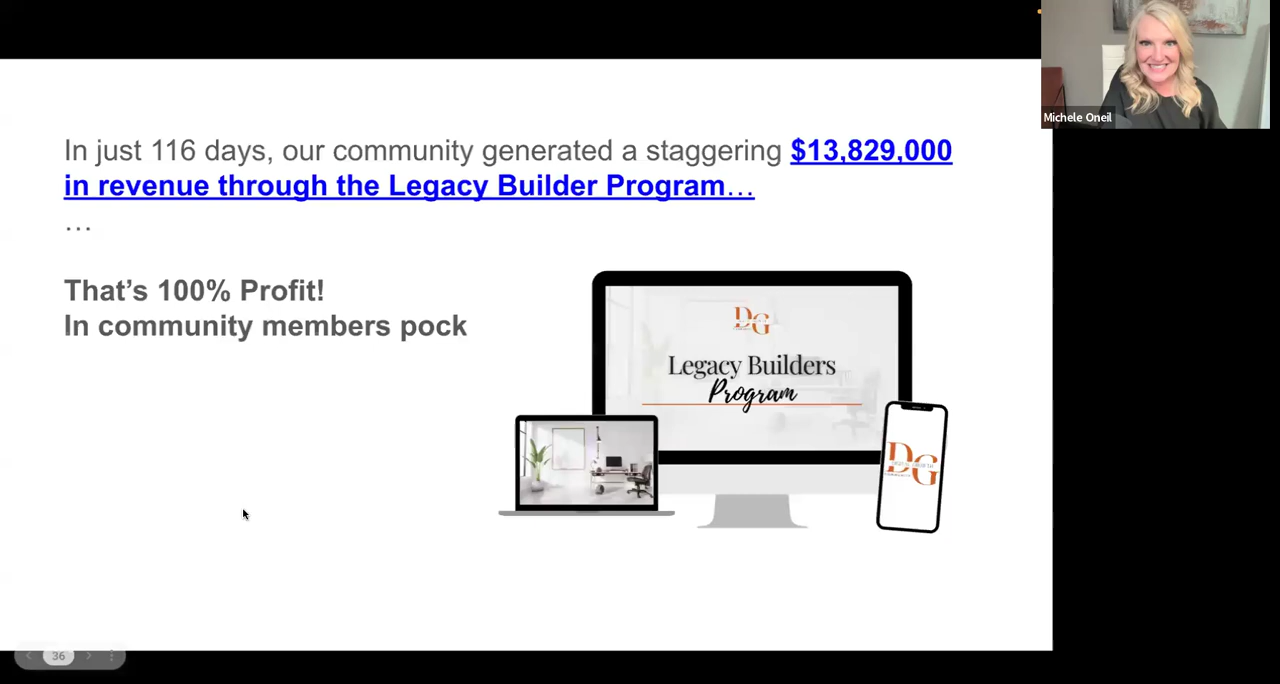 Michele Oneil
In just 116 days, our community generated a staggering $13,829,000
in revenue through the Legacy Builder Program…
…
That’s 100% Profit!
In community members pock
DG
Legacy Builders
Program
DG
36